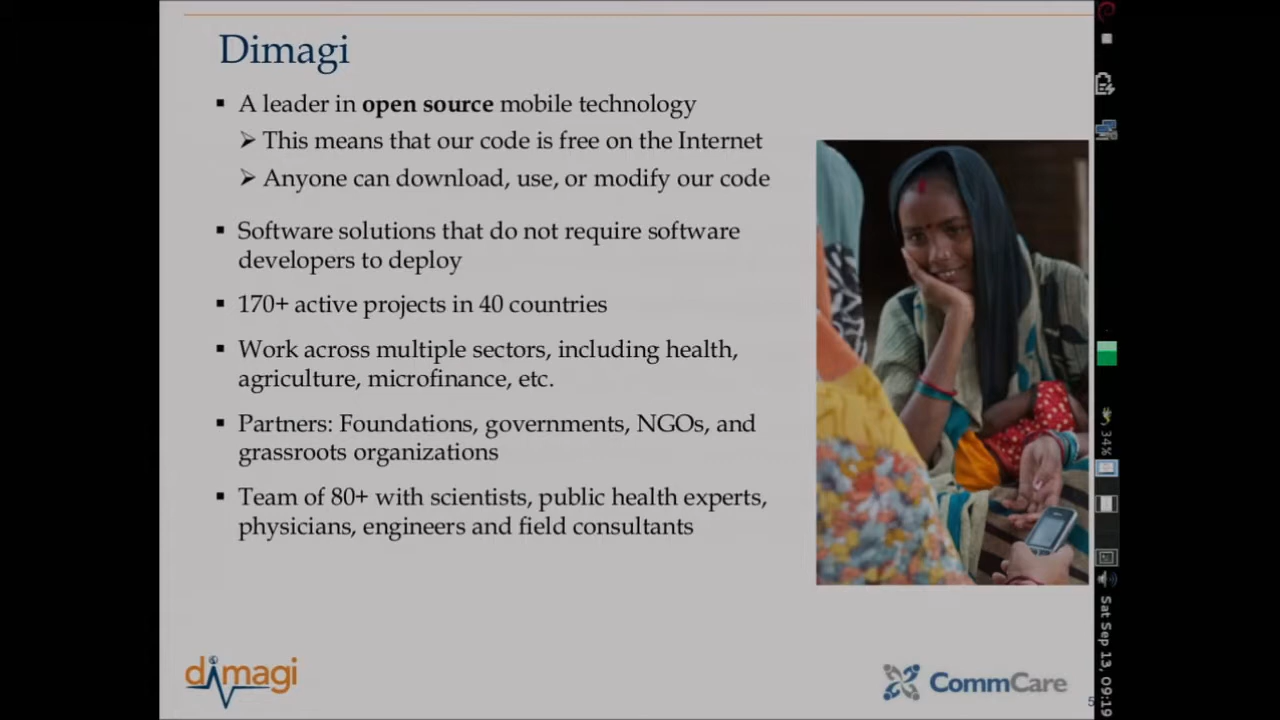 Dimagi
▪ A leader in open source mobile technology
➢ This means that our code is free on the Internet
➢ Anyone can download, use, or modify our code
▪ Software solutions that do not require software
developers to deploy
▪ 170+ active projects in 40 countries
▪ Work across multiple sectors, including health,
agriculture, microfinance, etc.
▪ Partners: Foundations, governments, NGOs, and
grassroots organizations
▪ Team of 80+ with scientists, public health experts,
physicians, engineers and field consultants
dimagi
CommCare
5
34%
Sat Sep 13, 09:19